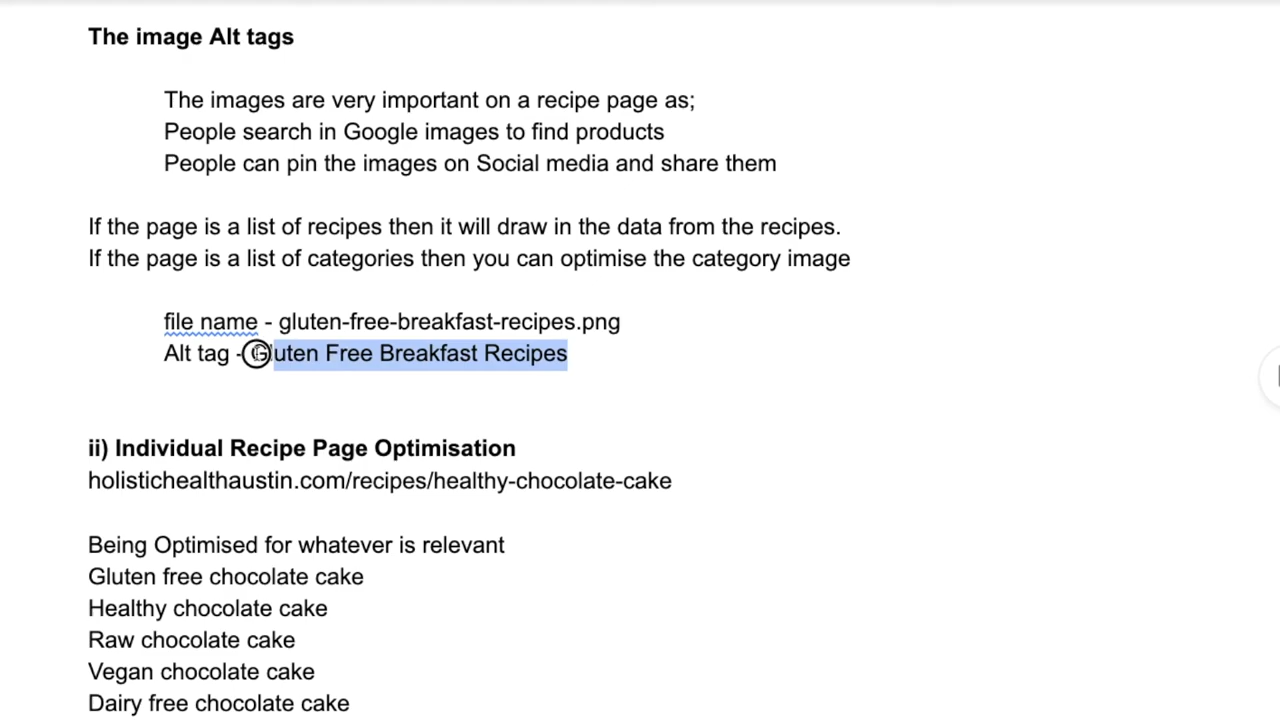 The image Alt tags
The images are very important on a recipe page as;
People search in Google images to find products
People can pin the images on Social media and share them
If the page is a list of recipes then it will draw in the data from the recipes.
If the page is a list of categories then you can optimise the category image
file name - gluten-free-breakfast-recipes.png
Alt tag - Gluten Free Breakfast Recipes
ii) Individual Recipe Page Optimisation
holistichealthaustin.com/recipes/healthy-chocolate-cake
Being Optimised for whatever is relevant
Gluten free chocolate cake
Healthy chocolate cake
Raw chocolate cake
Vegan chocolate cake
Dairy free chocolate cake